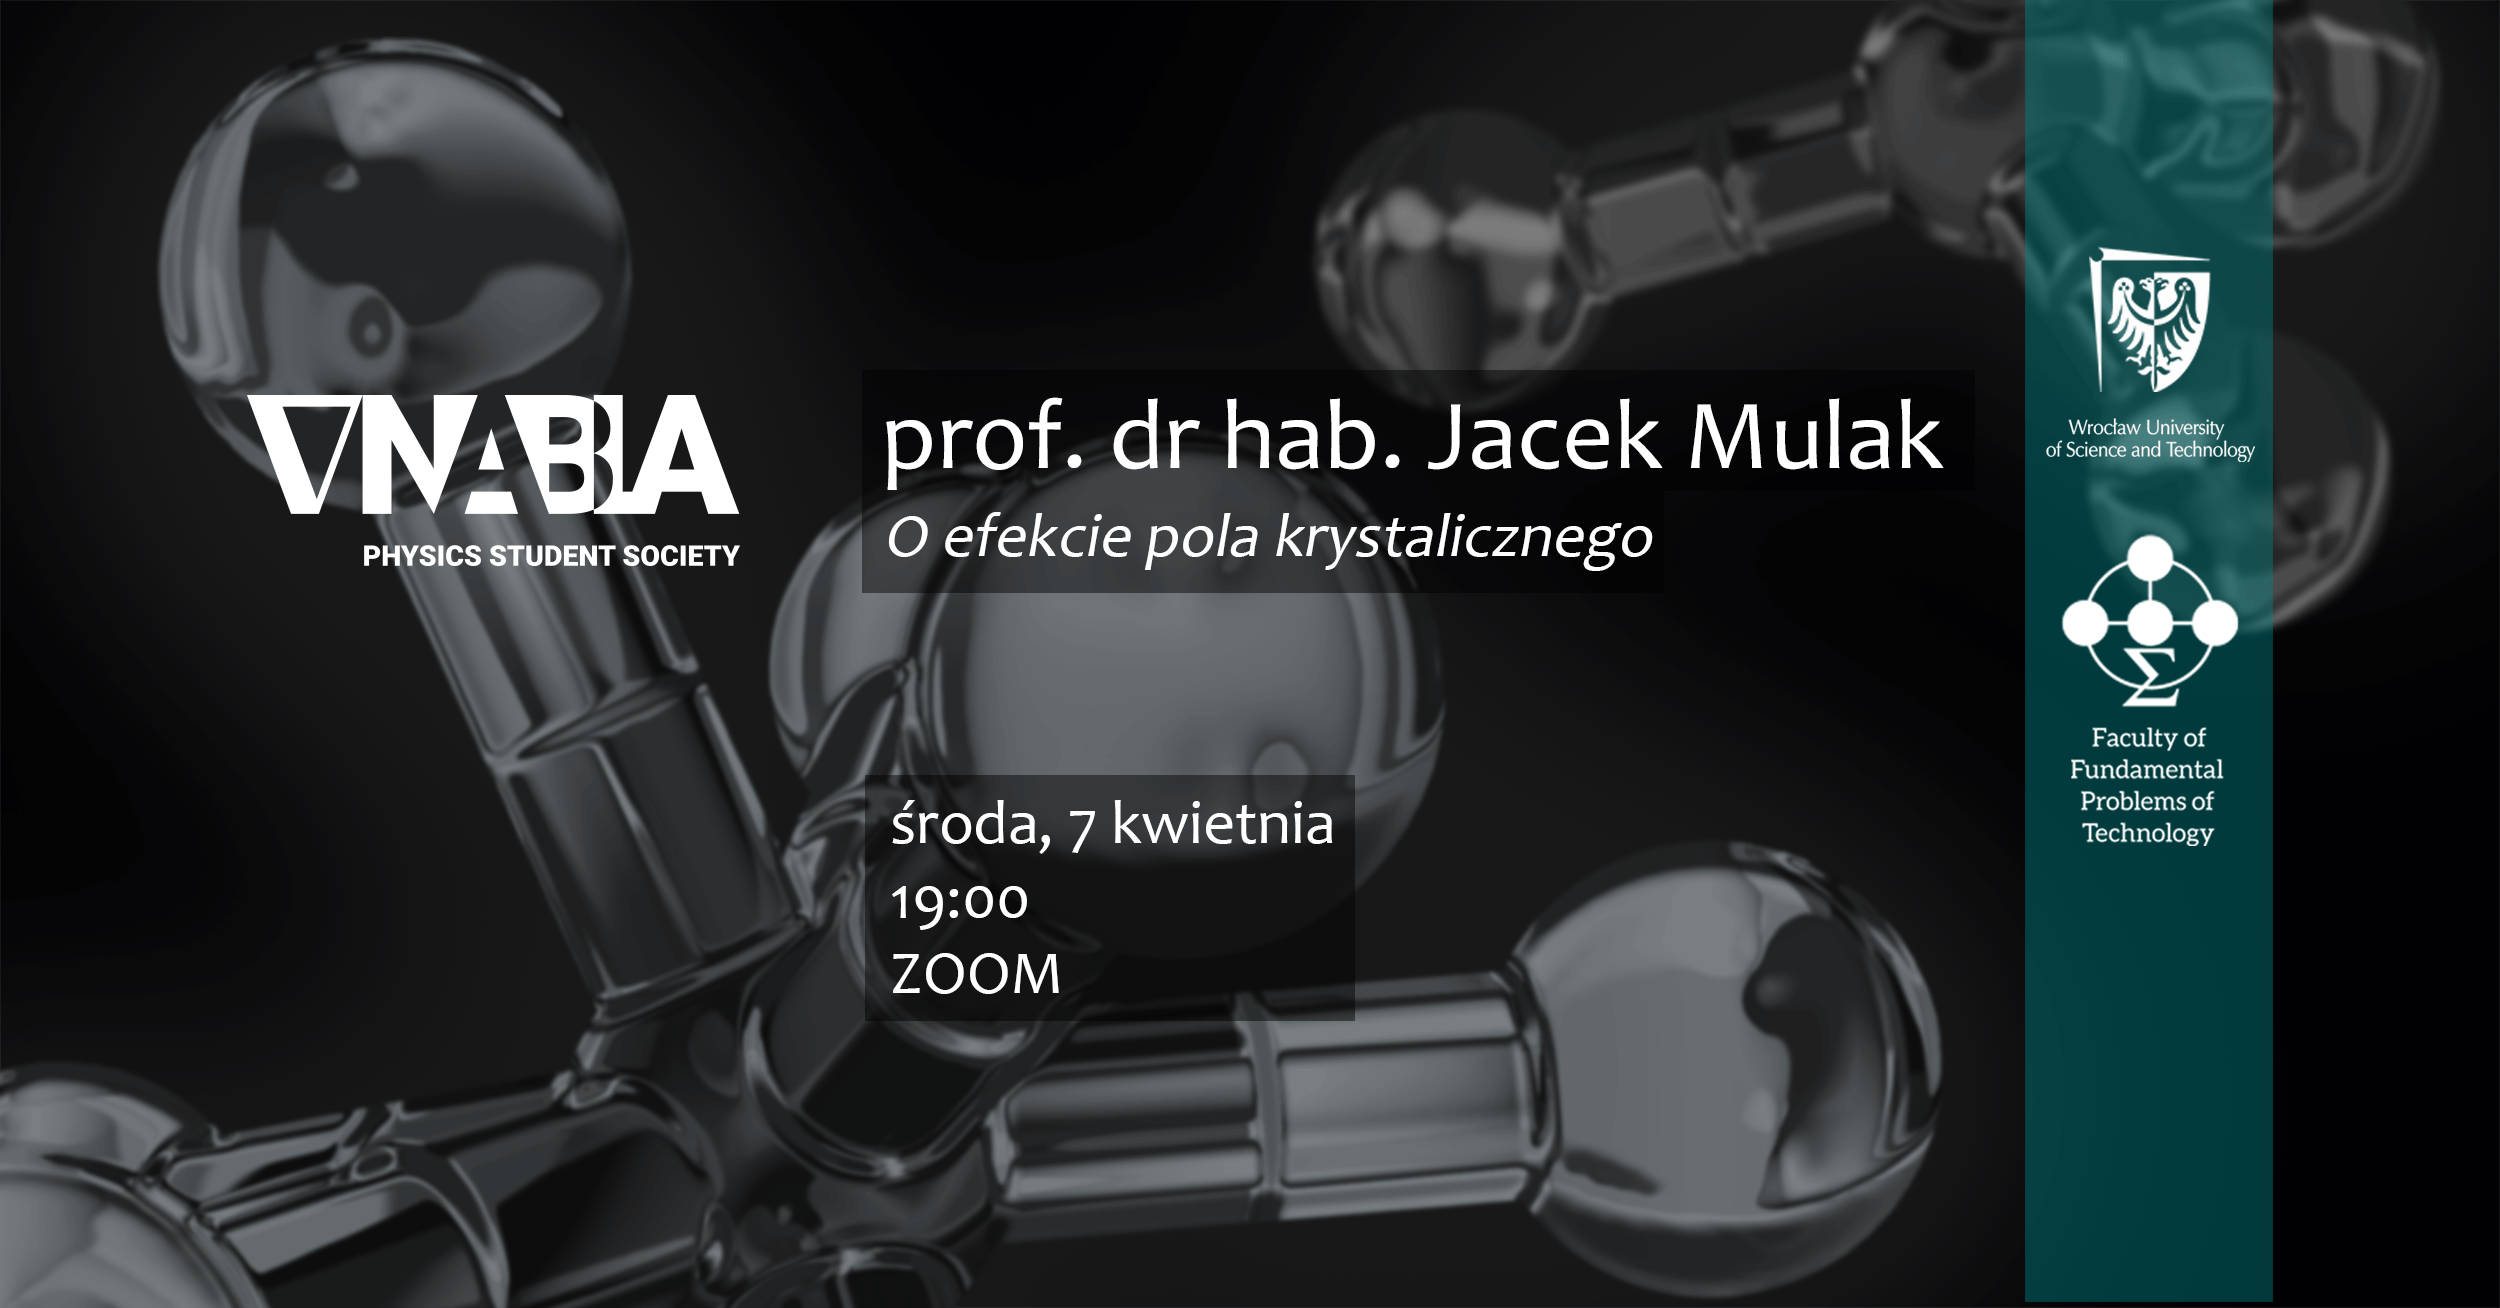 ∇NABLA
PHYSICS STUDENT SOCIETY
prof. dr hab. Jacek Mulak
O efekcie pola krystalicznego
środa, 7 kwietnia
19:00
ZOOM
Wrocław University
of Science and Technology
Σ
Faculty of
Fundamental
Problems of
Technology